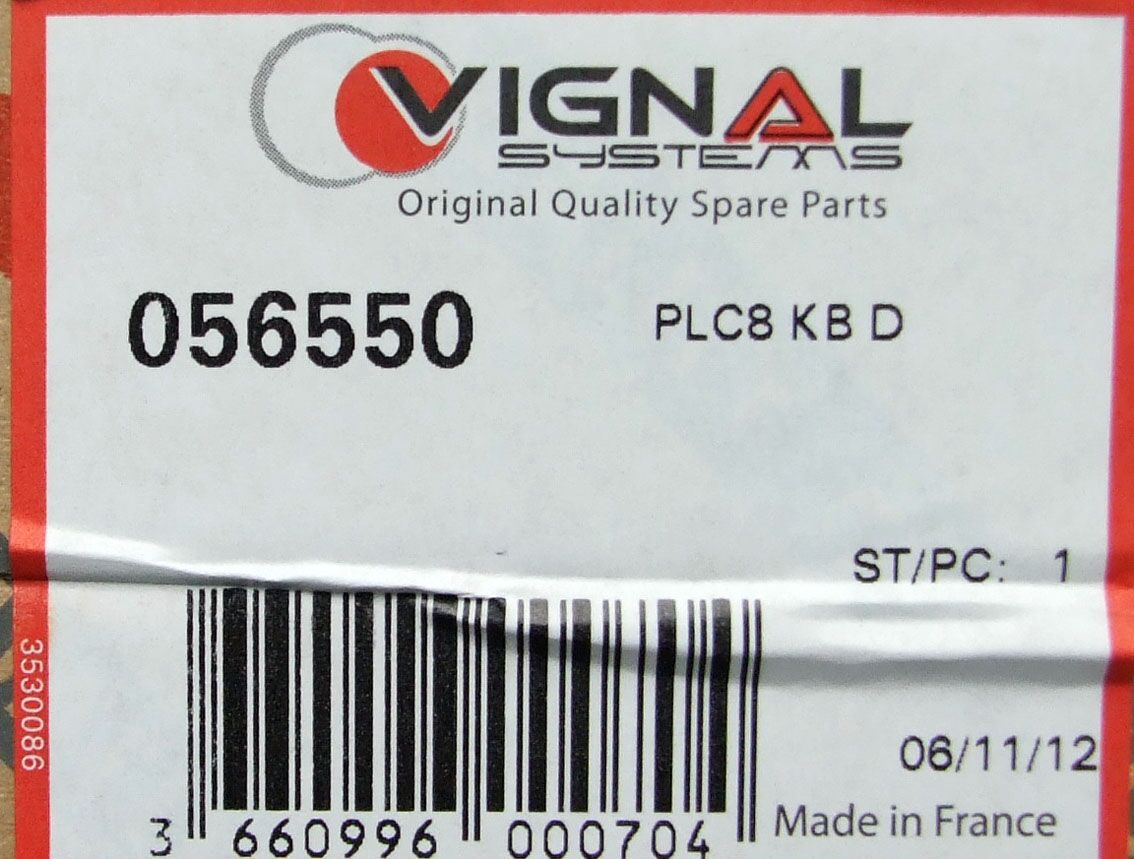 VIGNAL
SYSTEMS
Original Quality Spare Parts
056550 PLC8 KB D
ST/PC: 1
3530086
06/11/12
Made in France
3 660996 000704